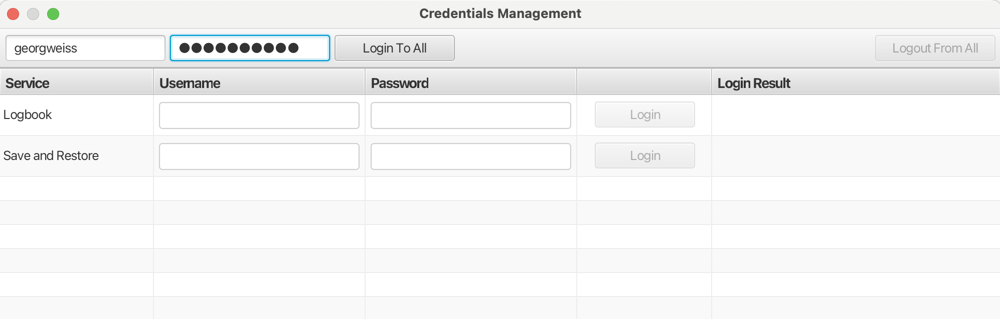 Credentials Management
georgweiss ●●●●●●●●●● Login To All Logout From All
Service Username Password Login Result
Logbook Login
Save and Restore Login